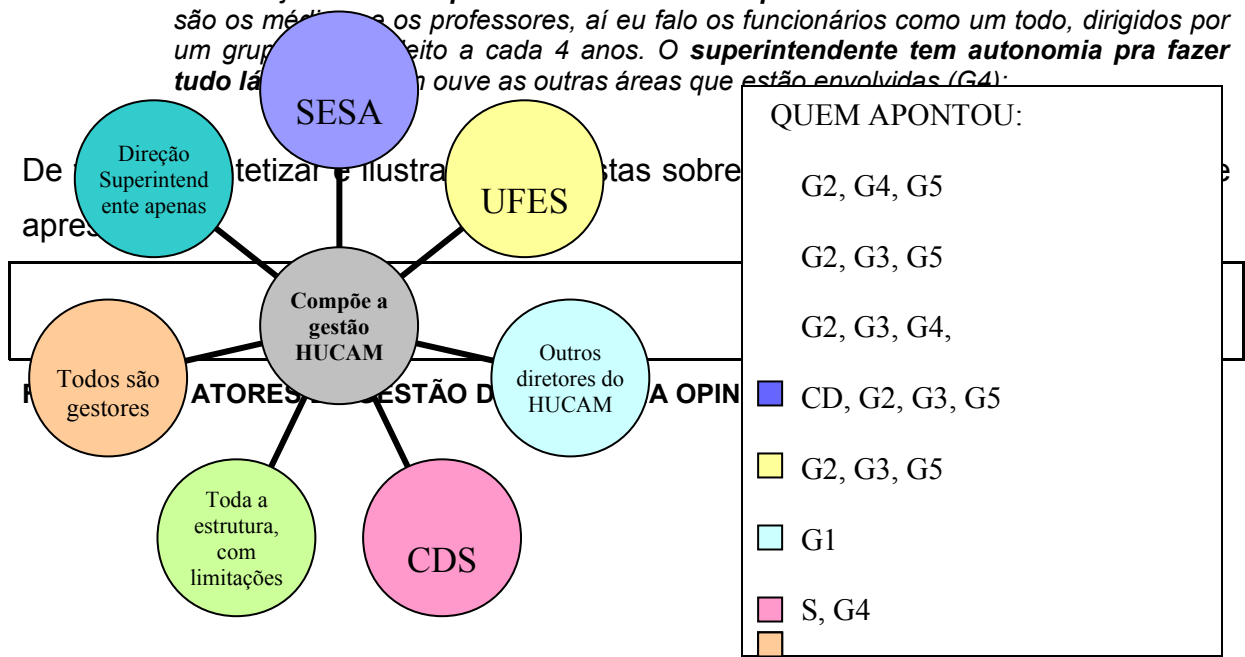 são os médi e os professores, aí eu falo os funcionários como um todo, dirigidos por
um grup leito a cada 4 anos. O superintendente tem autonomia pra fazer
tudo lá ouve as outras áreas que estão envolvidas (G4);
De tetizar e ilustra stas sobre e
apres
SESA
Direção
Superintend
ente apenas
UFES
Compõe a
gestão
HUCAM
Outros
diretores do
HUCAM
Todos são
gestores
Toda a
estrutura,
com
limitações
CDS
ATORES ESTÃO D A OPIN
QUEM APONTOU:
G2, G4, G5
G2, G3, G5
G2, G3, G4,
CD, G2, G3, G5
G2, G3, G5
G1
S, G4